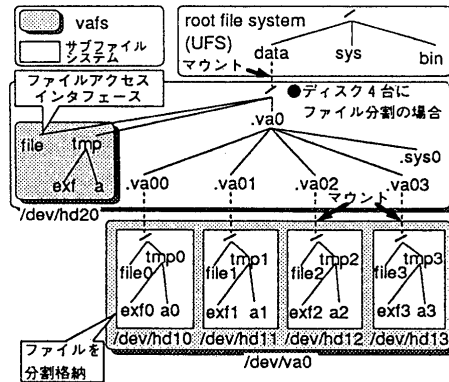 vafs
サブファイル
システム
root file system
(UFS)
data sys bin
マウント
ファイルアクセス
インタフェース
●ディスク4台に
ファイル分割の場合
file tmp
exf a
/dev/hd20
.va0
.sys0
.va00 .va01 .va02 .va03
マウント
file0 tmp0 file1 tmp1 file2 tmp2 file3 tmp3
exf0 a0 exf1 a1 exf2 a2 exf3 a3
/dev/hd10 /dev/hd11 /dev/hd12 /dev/hd13
ファイルを
分割格納
/dev/va0